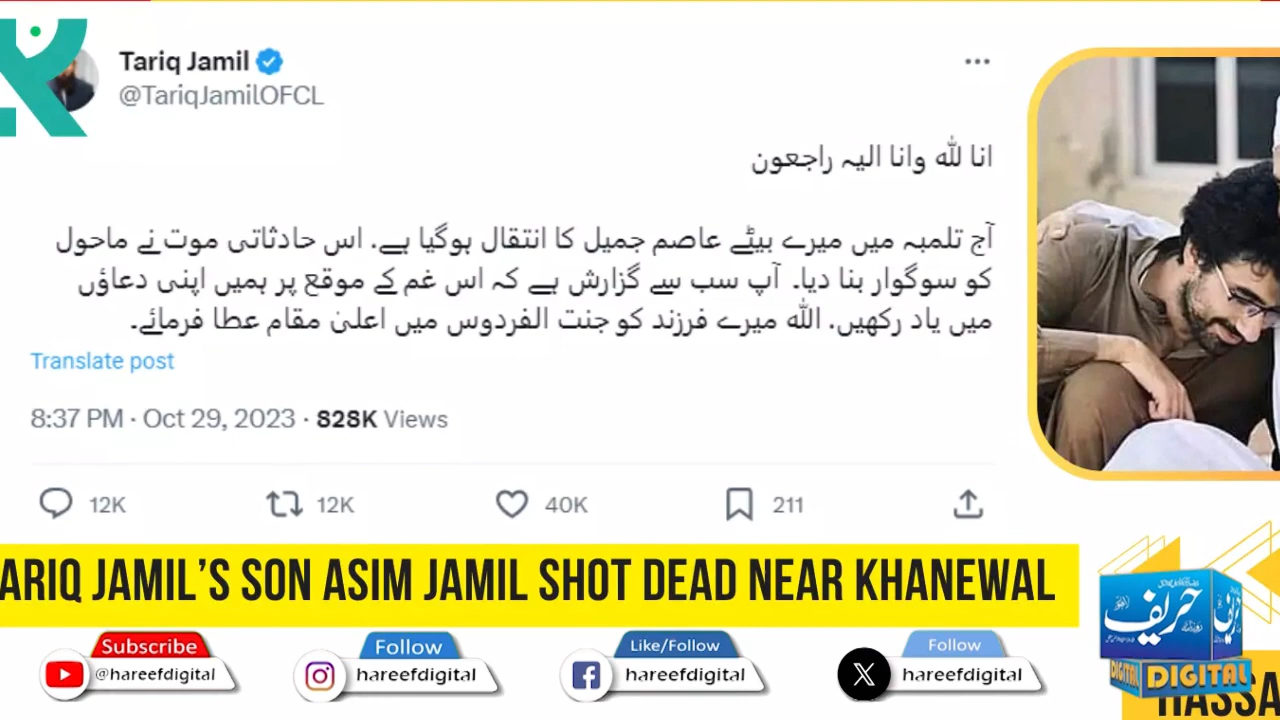 Tariq Jamil
@TariqJamilOFCL
انا للہ وانا الیہ راجعون
آج تلمبہ میں میرے بیٹے عاصم جمیل کا انتقال ہوگیا ہے. اس حادثاتی موت نے ماحول
کو سوگوار بنا دیا۔ آپ سب سے گزارش ہے کہ اس غم کے موقع پر ہمیں اپنی دعاؤں
میں یاد رکھیں. اللہ میرے فرزند کو جنت الفردوس میں اعلیٰ مقام عطا فرمائے۔
Translate post
8:37 PM · Oct 29, 2023 · 828K Views
12K 12K 40K 211
ARIQ JAMIL’S SON ASIM JAMIL SHOT DEAD NEAR KHANEWAL
Subscribe
@hareefdigital
Follow
hareefdigital
Like/Follow
hareefdigital
Follow
hareefdigital
حریف
DIGITAL DIGITAL
HASSA